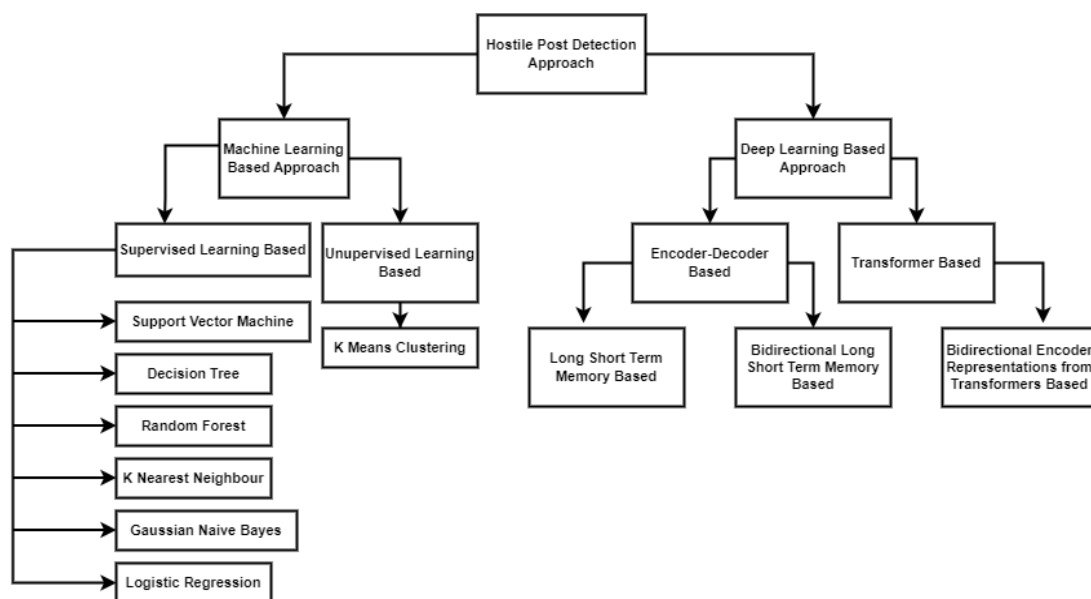 Hostile Post Detection
Approach
Machine Learning
Based Approach
Deep Learning Based
Approach
Supervised Learning Based
Unupervised Learning
Based
Encoder-Decoder
Based
Transformer Based
Support Vector Machine
K Means Clustering
Long Short Term
Memory Based
Bidirectional Long
Short Term Memory
Based
Bidirectional Encoder
Representations from
Transformers Based
Decision Tree
Random Forest
K Nearest Neighbour
Gaussian Naive Bayes
Logistic Regression